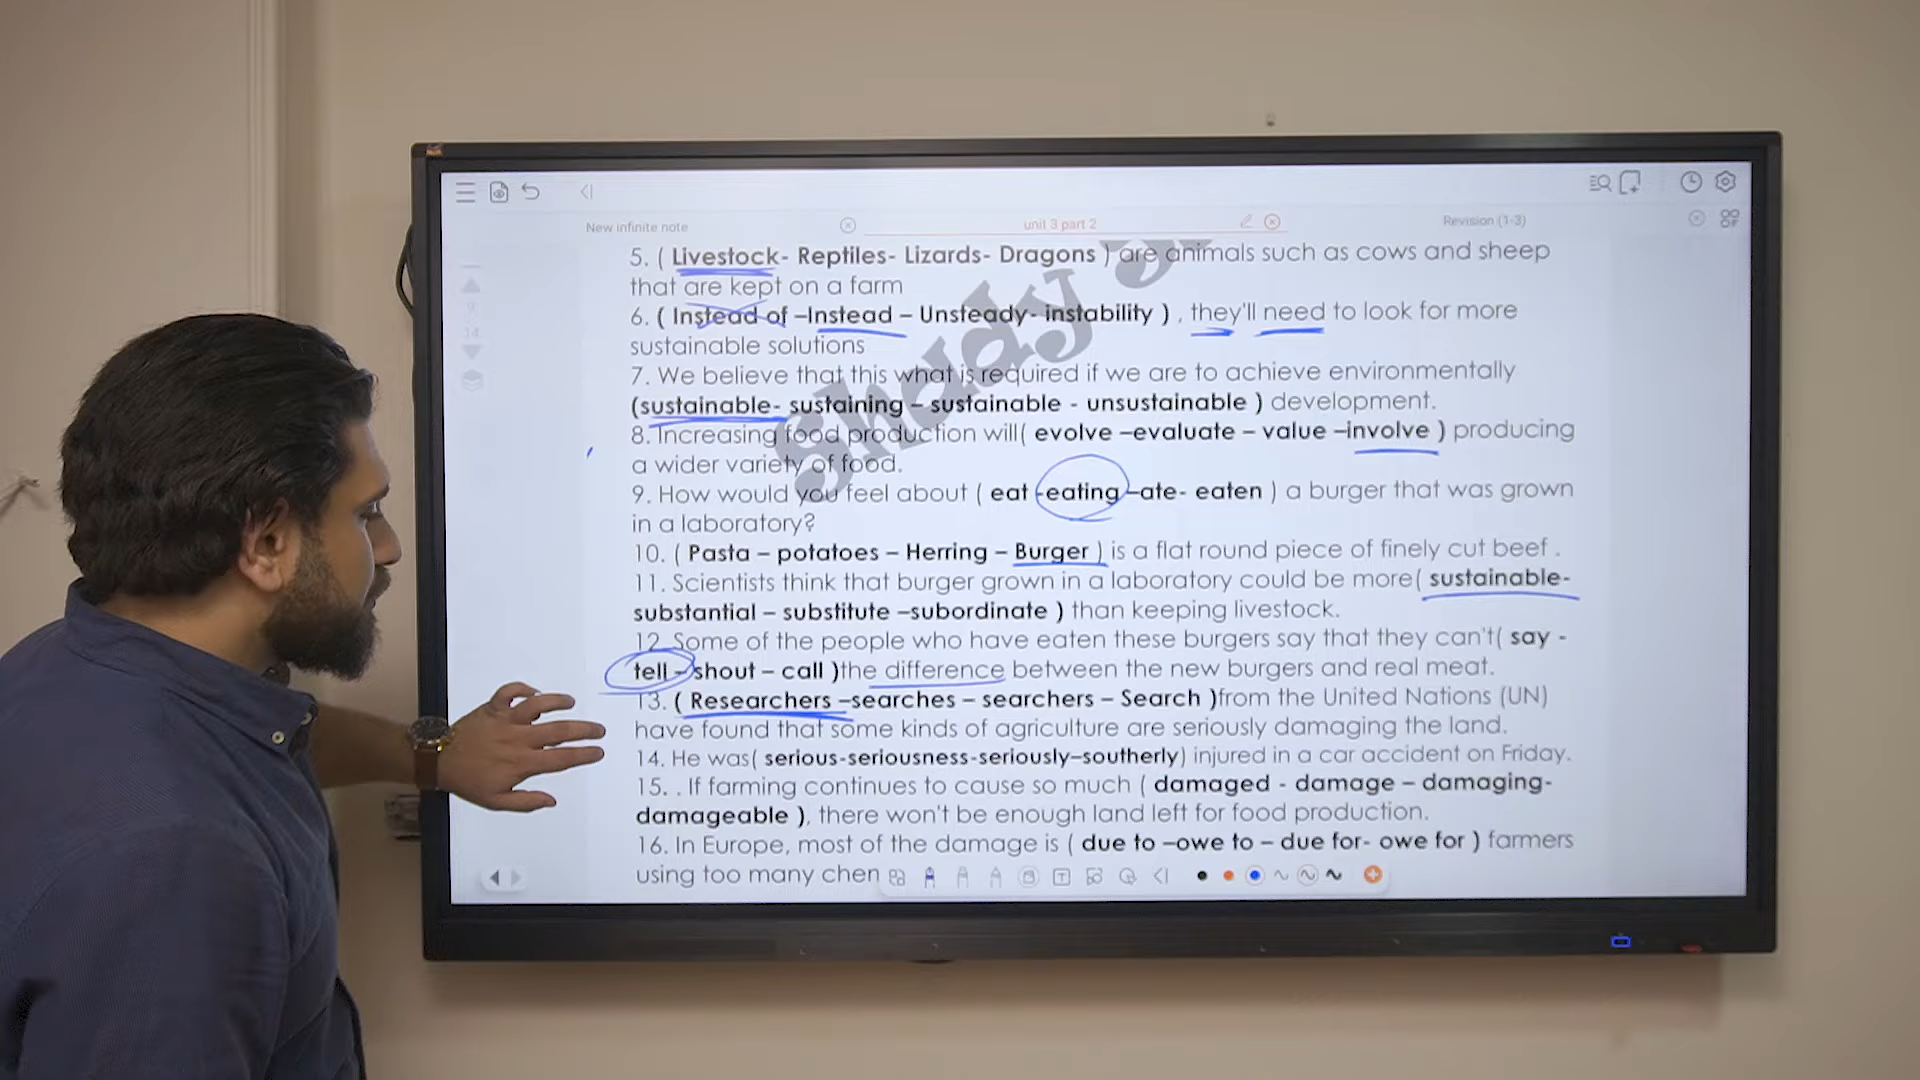 New infinite note
unit 3 part 2
Revision (1-3)
5. ( Livestock- Reptiles- Lizards- Dragons ) are animals such as cows and sheep
that are kept on a farm
6. ( Instead of –Instead – Unsteady- instability ) , they'll need to look for more
sustainable solutions
7. We believe that this what is required if we are to achieve environmentally
(sustainable- sustaining – sustainable - unsustainable ) development.
8. Increasing food production will( evolve –evaluate – value –involve ) producing
a wider variety of food.
9. How would you feel about ( eat -eating –ate- eaten ) a burger that was grown
in a laboratory?
10. ( Pasta – potatoes – Herring – Burger ) is a flat round piece of finely cut beef .
11. Scientists think that burger grown in a laboratory could be more( sustainable-
substantial – substitute –subordinate ) than keeping livestock.
12. Some of the people who have eaten these burgers say that they can't( say -
tell – shout – call )the difference between the new burgers and real meat.
13. ( Researchers –searches – searchers – Search )from the United Nations (UN)
have found that some kinds of agriculture are seriously damaging the land.
14. He was( serious-seriousness-seriously–southerly) injured in a car accident on Friday.
15. . If farming continues to cause so much ( damaged - damage – damaging-
damageable ), there won't be enough land left for food production.
16. In Europe, most of the damage is ( due to –owe to – due for- owe for ) farmers
using too many chen
Shady
9
14